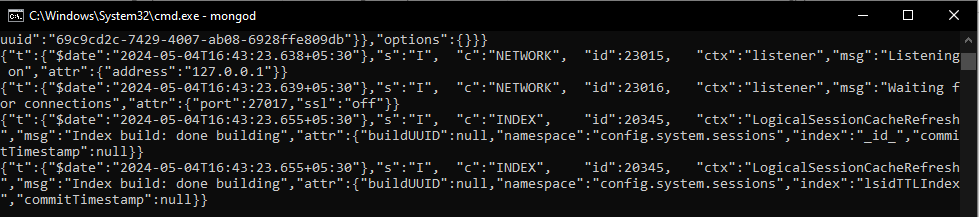 C:\Windows\System32\cmd.exe - mongod
uuid":"69c9cd2c-7429-4007-ab08-6928ffe809db"}},"options":{}}}
{"t":{"$date":"2024-05-04T16:43:23.638+05:30"},"s":"I",  "c":"NETWORK",  "id":23015,   "ctx":"listener","msg":"Listening
 on","attr":{"address":"127.0.0.1"}}
{"t":{"$date":"2024-05-04T16:43:23.639+05:30"},"s":"I",  "c":"NETWORK",  "id":23016,   "ctx":"listener","msg":"Waiting f
or connections","attr":{"port":27017,"ssl":"off"}}
{"t":{"$date":"2024-05-04T16:43:23.655+05:30"},"s":"I",  "c":"INDEX",    "id":20345,   "ctx":"LogicalSessionCacheRefresh
","msg":"Index build: done building","attr":{"buildUUID":null,"namespace":"config.system.sessions","index":"_id_","commi
tTimestamp":null}}
{"t":{"$date":"2024-05-04T16:43:23.655+05:30"},"s":"I",  "c":"INDEX",    "id":20345,   "ctx":"LogicalSessionCacheRefresh
","msg":"Index build: done building","attr":{"buildUUID":null,"namespace":"config.system.sessions","index":"lsidTTLIndex
","commitTimestamp":null}}